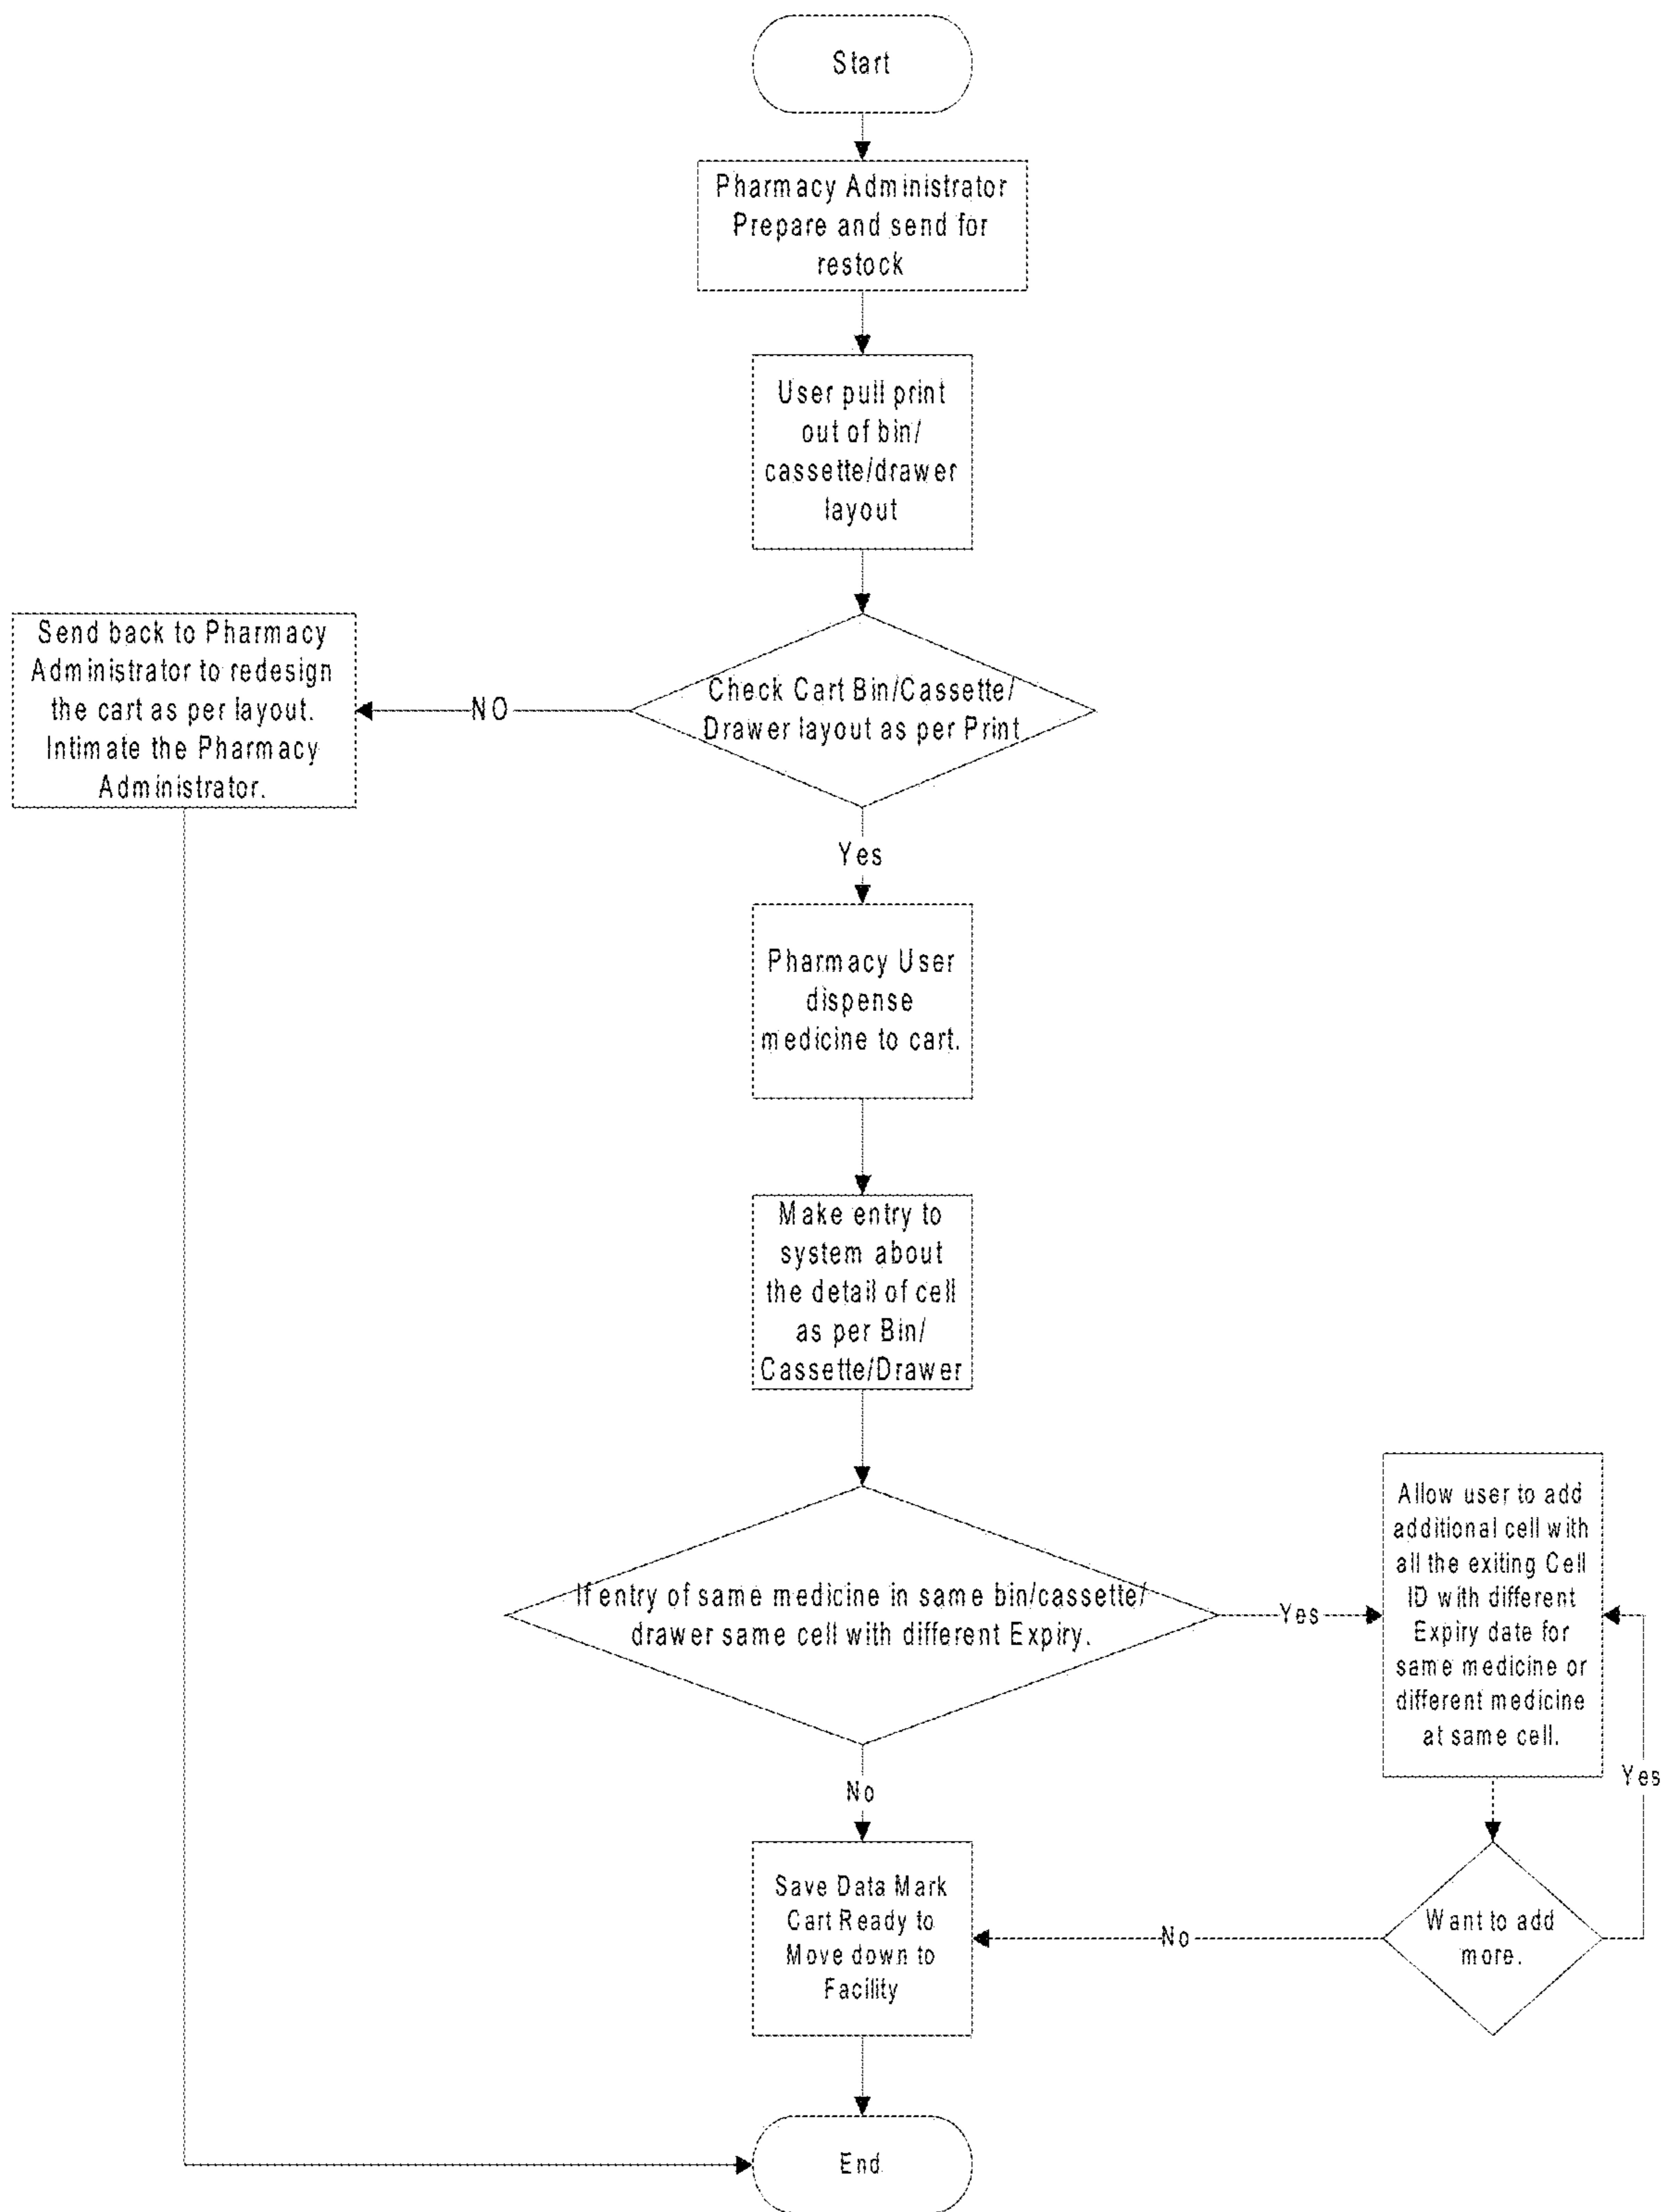 Start
Pharmacy Administrator
Prepare and send for
restock
User pull print
out of bin/
cassette/drawer
layout
Check Cart Bin/Cassette/
Drawer layout as per Print
NO
Send back to Pharmacy
Administrator to redesign
the cart as per layout.
Intimate the Pharmacy
Administrator.
Yes
Pharmacy User
dispense
medicine to cart.
Make entry to
system about
the detail of cell
as per Bin/
Cassette/Drawer
If entry of same medicine in same bin/cassette/
drawer same cell with different Expiry.
Yes
Allow user to add
additional cell with
all the exiting Cell
ID with different
Expiry date for
same medicine or
different medicine
at same cell.
Yes
No
Save Data Mark
Cart Ready to
Move down to
Facility
No
Want to add
more.
End